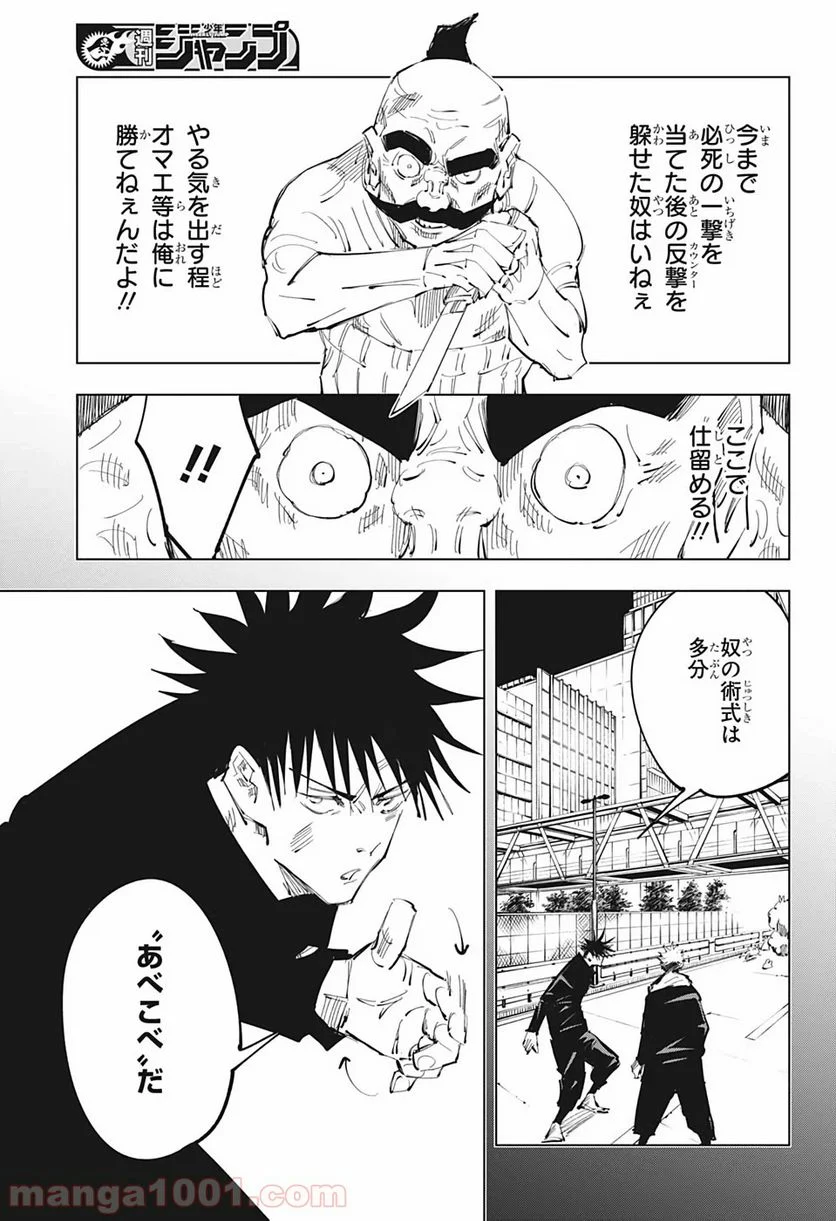 週刊少年ジャンプ
今まで
必死の一撃を
当てた後の反撃を
躱せた奴はいねぇ
やる気を出す程
オマエ等は俺に
勝てねぇんだよ!!
ここで
仕留める!!
!!
奴の術式は
多分
〝あべこべ〟だ
manga1001.com